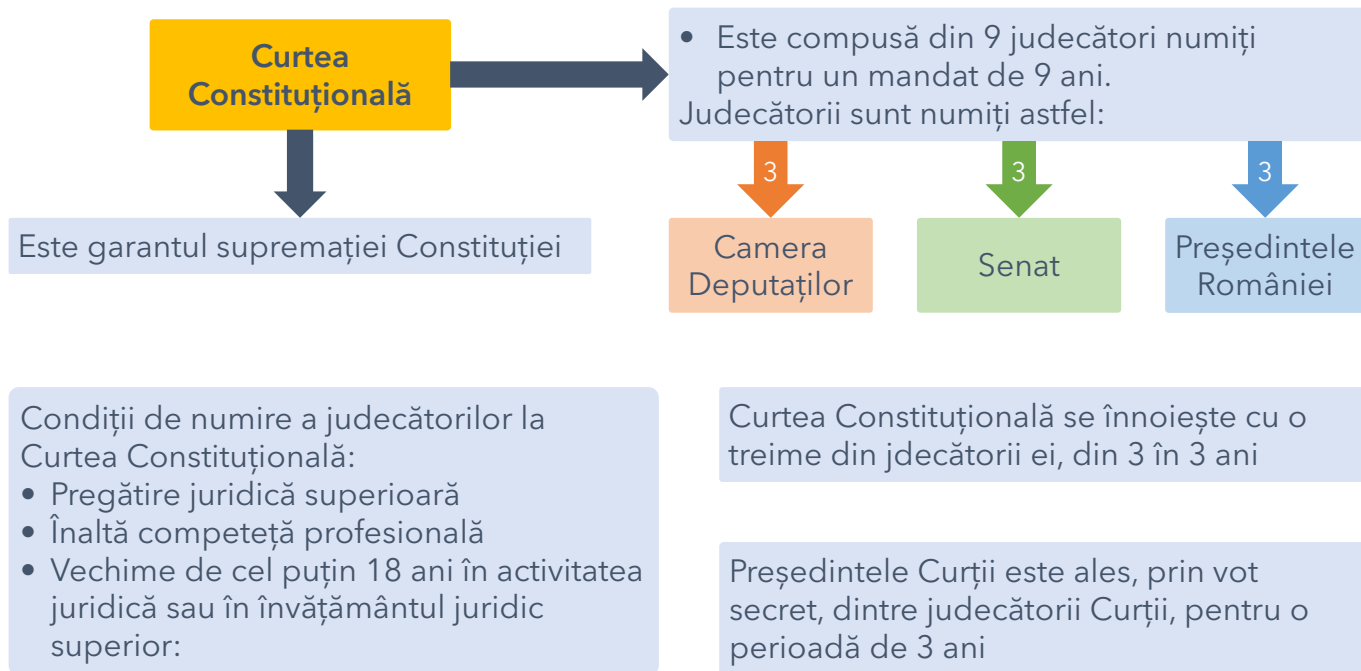 Curtea
Constituțională
• Este compusă din 9 judecători numiți
pentru un mandat de 9 ani.
Judecătorii sunt numiți astfel:
3
3
3
Este garantul supremației Constituției
Camera
Deputaților
Senat
Președintele
României
Condiții de numire a judecătorilor la
Curtea Constituțională:
• Pregătire juridică superioară
• Înaltă competeță profesională
• Vechime de cel puțin 18 ani în activitatea
juridică sau în învățământul juridic
superior:
Curtea Constituțională se înnoiește cu o
treime din jdecătorii ei, din 3 în 3 ani
Președintele Curții este ales, prin vot
secret, dintre judecătorii Curții, pentru o
perioadă de 3 ani